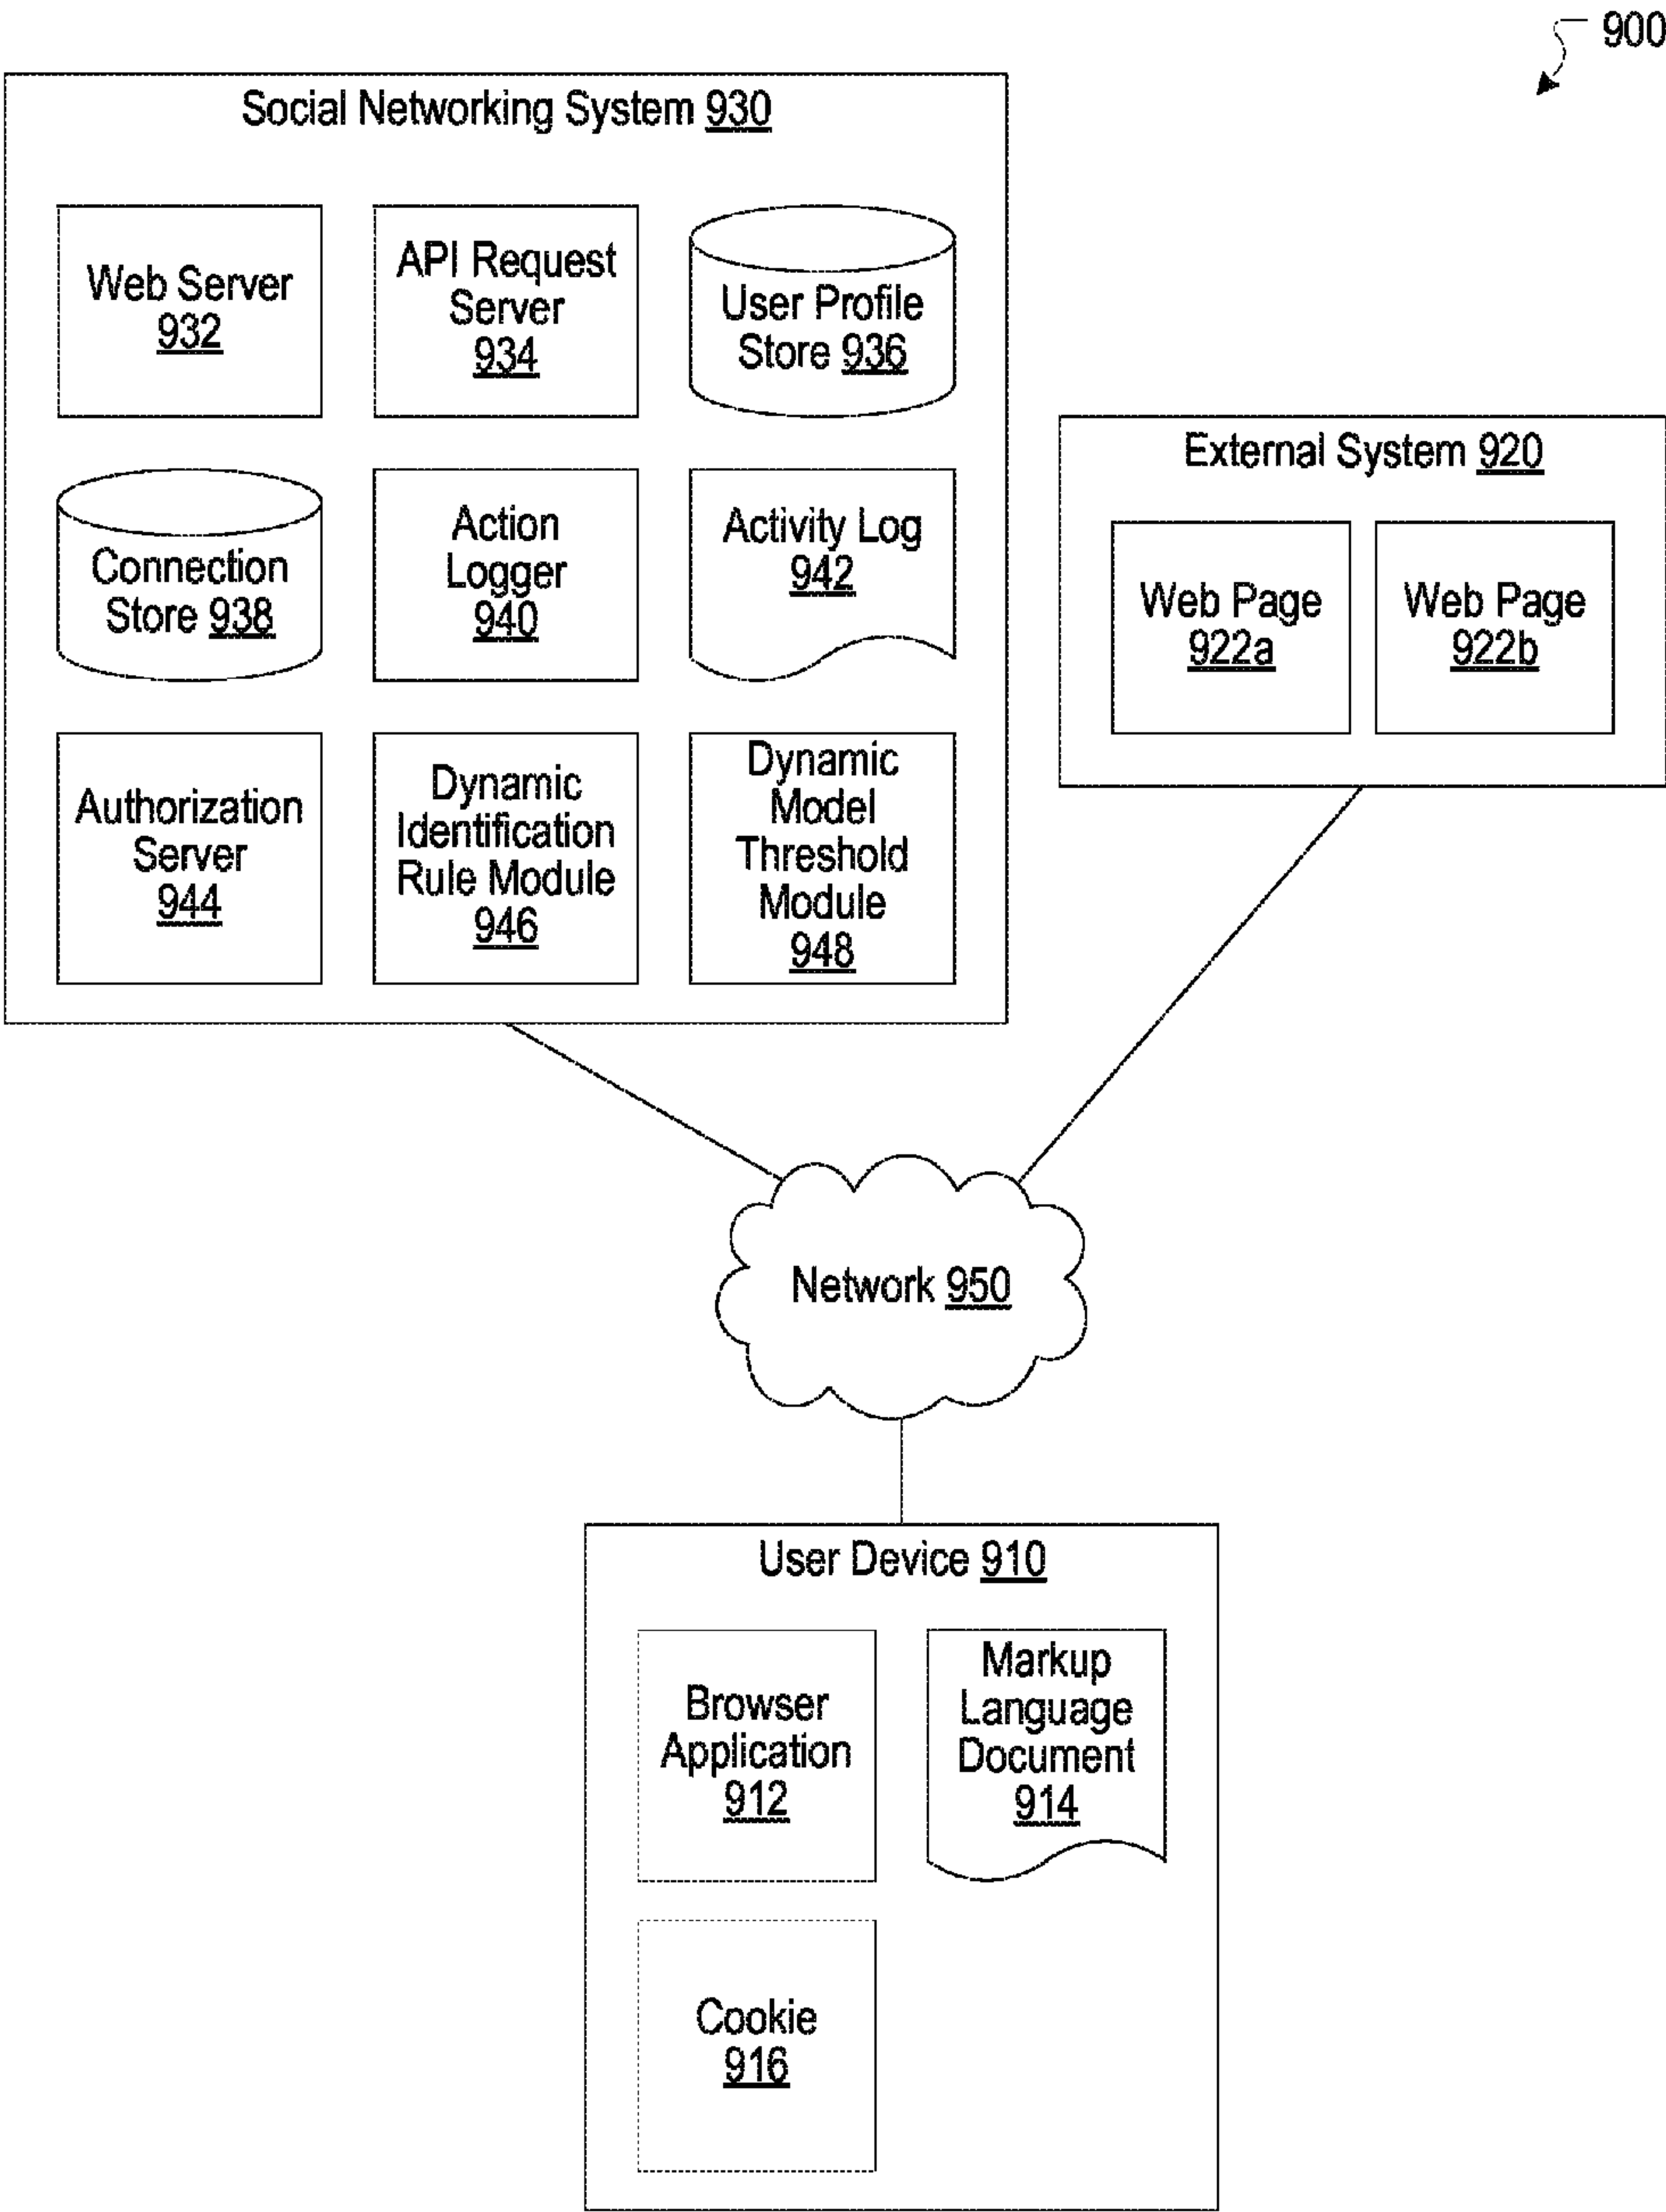 900
Social Networking System 930
Web Server
932
API Request
Server
934
User Profile
Store 936
Connection
Store 938
Action
Logger
940
Activity Log
942
Authorization
Server
944
Dynamic
Identification
Rule Module
946
Dynamic
Model
Threshold
Module
948
External System 920
Web Page
922a
Web Page
922b
Network 950
User Device 910
Browser
Application
912
Markup
Language
Document
914
Cookie
916